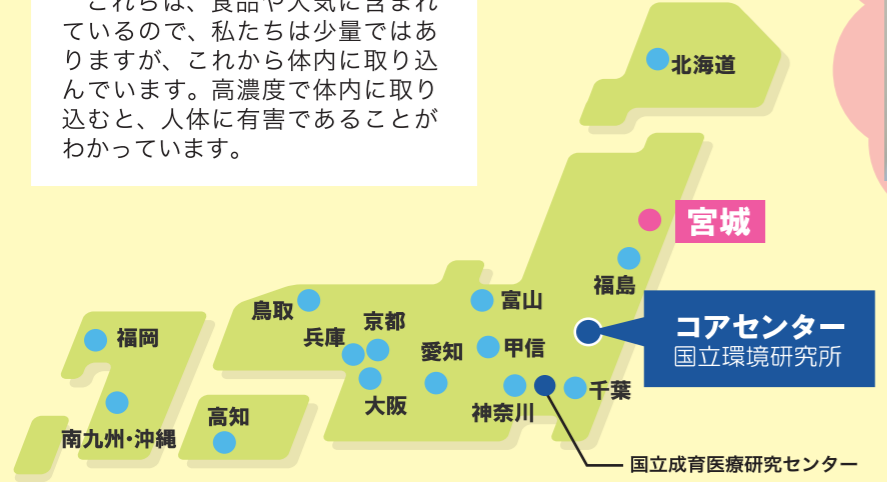 これらは、食品や大気に含まれ
ているので、私たちは少量ではあ
りますが、これから体内に取り込
んでいます。高濃度で体内に取り
込むと、人体に有害であることが
わかっています。
北海道
宮城
福島
コアセンター
国立環境研究所
鳥取
富山
京都
兵庫
福岡
愛知
甲信
千葉
大阪
神奈川
高知
南九州・沖縄
国立成育医療研究センター